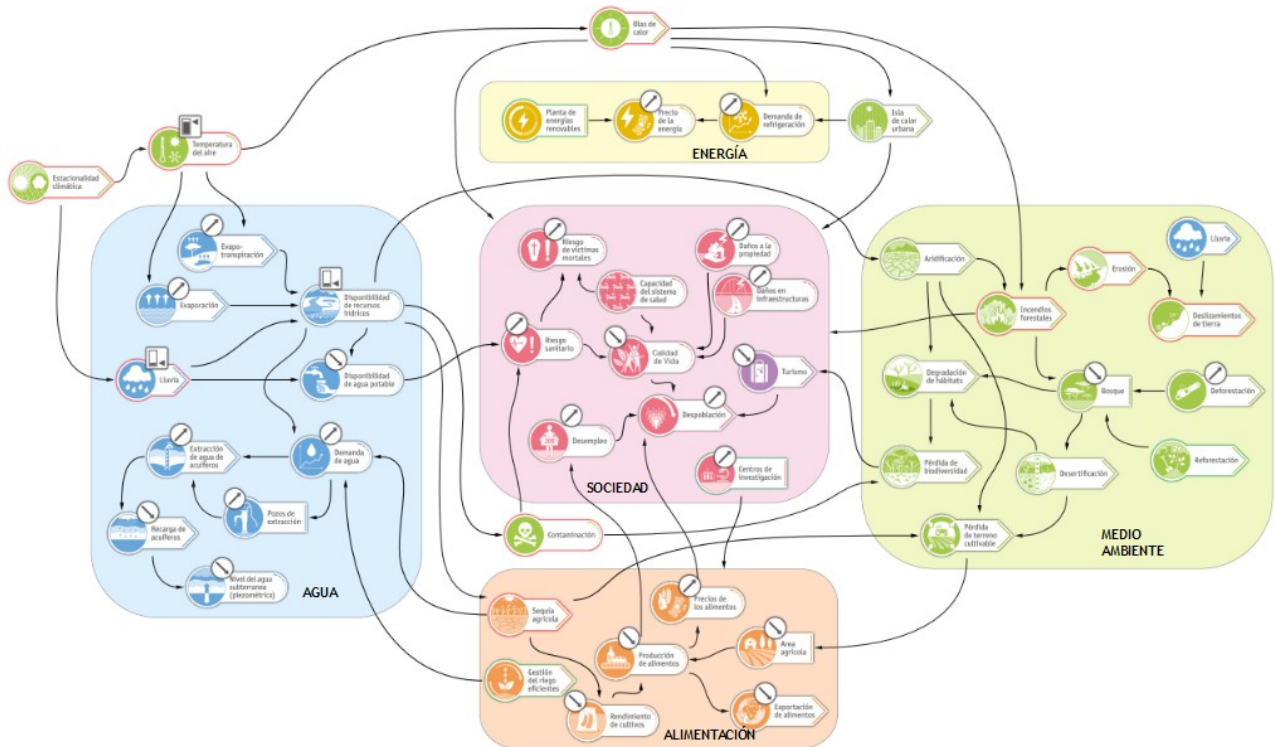 Olas de
calor
Planta de
energías
renovables
Precio
de la
energía
Demanda de
refrigeración
Isla
de calor
urbana
ENERGÍA
Temperatura
del aire
Estacionalidad
climática
Evapo-
transpiración
Evaporación
Disponibilidad
de recursos
hídricos
Lluvia
Disponibilidad
de agua potable
Extracción
de agua de
acuíferos
Demanda
de agua
Pozos de
extracción
Recarga de
acuíferos
Nivel del agua
subterranea
(piezométrico)
AGUA
Riesgo
de víctimas
mortales
Daños a la
propiedad
Capacidad
del sistema
de salud
Daños en
infraestructuras
Riesgo
sanitario
Calidad
de Vida
Turismo
Despoblación
Desempleo
Centros de
investigación
SOCIEDAD
Contaminación
Aridificación
Lluvia
Erosión
Incendios
forestales
Deslizamientos
de tierra
Degradación
de hábitats
Bosque
Deforestación
Pérdida de
biodiversidad
Desertificación
Reforestación
Pérdida
de terreno
cultivable
MEDIO
AMBIENTE
Sequía
agrícola
Precios de
los alimentos
Producción
de alimentos
Area
agrícola
Gestión
del riego
eficientes
Rendimiento
de cultivos
Exportación
de alimentos
ALIMENTACIÓN